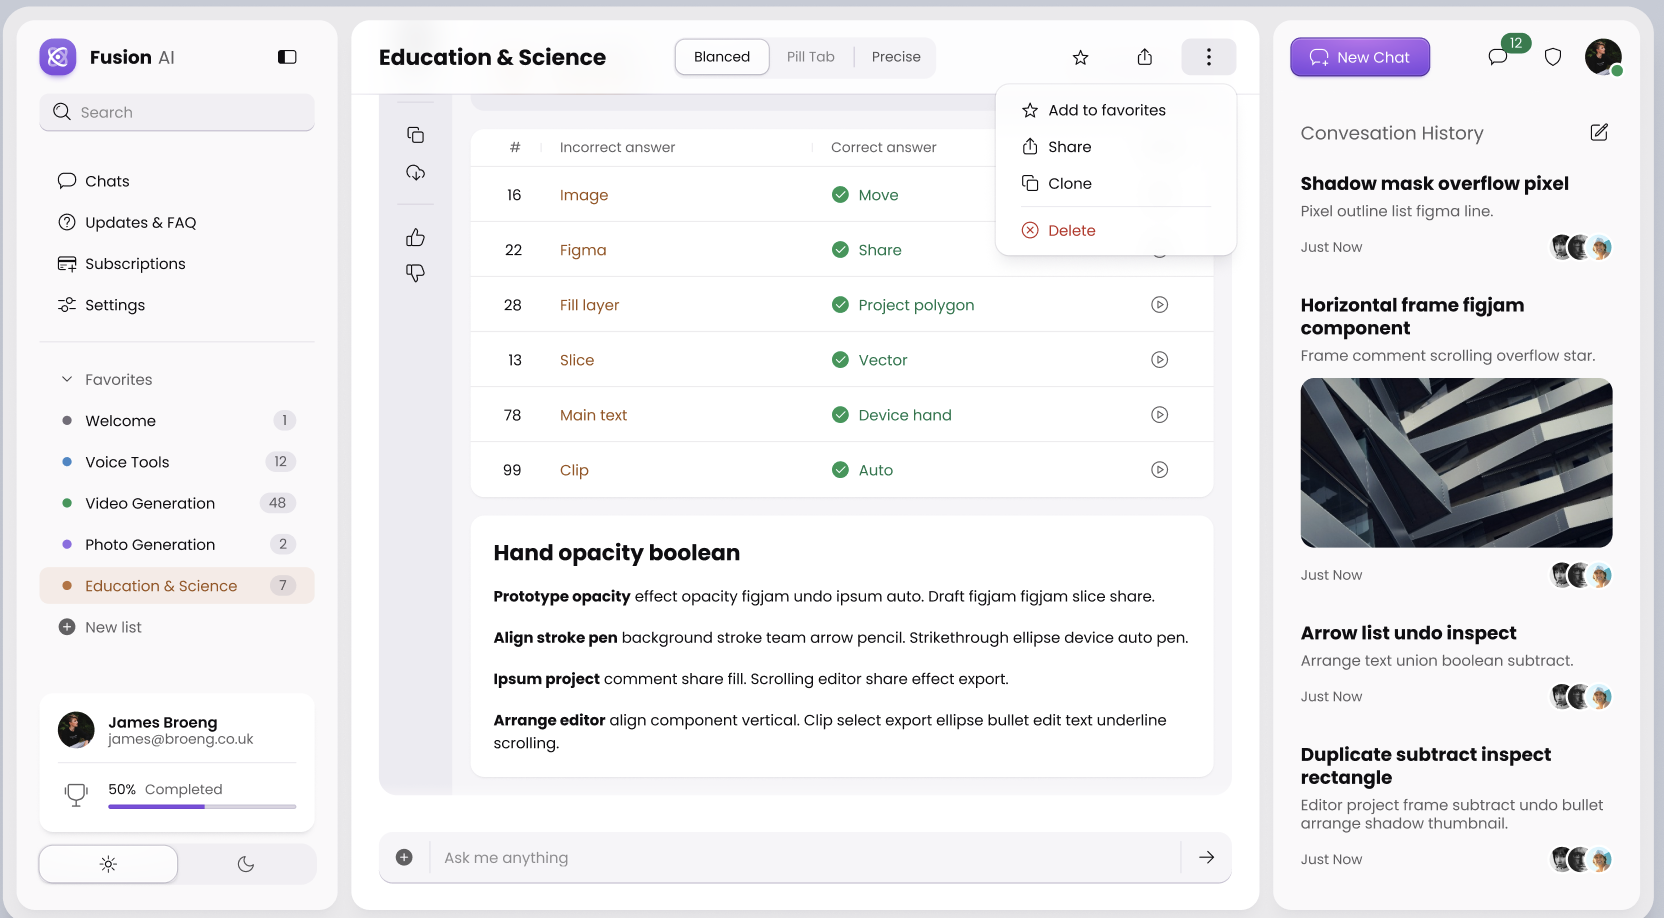 Fusion AI
Search
Chats
Updates & FAQ
Subscriptions
Settings
Favorites
Welcome 1
Voice Tools 12
Video Generation 48
Photo Generation 2
Education & Science 7
New list
James Broeng
james@broeng.co.uk
50% Completed
Education & Science
Blanced Pill Tab Precise
Add to favorites
Share
Clone
Delete
# Incorrect answer Correct answer
16 Image Move
22 Figma Share
28 Fill layer Project polygon
13 Slice Vector
78 Main text Device hand
99 Clip Auto
Hand opacity boolean
Prototype opacity effect opacity figjam undo ipsum auto. Draft figjam figjam slice share.
Align stroke pen background stroke team arrow pencil. Strikethrough ellipse device auto pen.
Ipsum project comment share fill. Scrolling editor share effect export.
Arrange editor align component vertical. Clip select export ellipse bullet edit text underline
scrolling.
Ask me anything
New Chat
12
Convesation History
Shadow mask overflow pixel
Pixel outline list figma line.
Just Now
Horizontal frame figjam
component
Frame comment scrolling overflow star.
Just Now
Arrow list undo inspect
Arrange text union boolean subtract.
Just Now
Duplicate subtract inspect
rectangle
Editor project frame subtract undo bullet
arrange shadow thumbnail.
Just Now